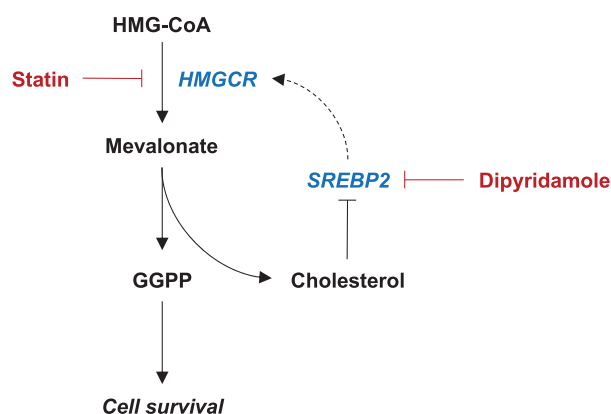 HMG-CoA
Statin
HMGCR
Mevalonate
SREBP2
Dipyridamole
GGPP
Cholesterol
Cell survival